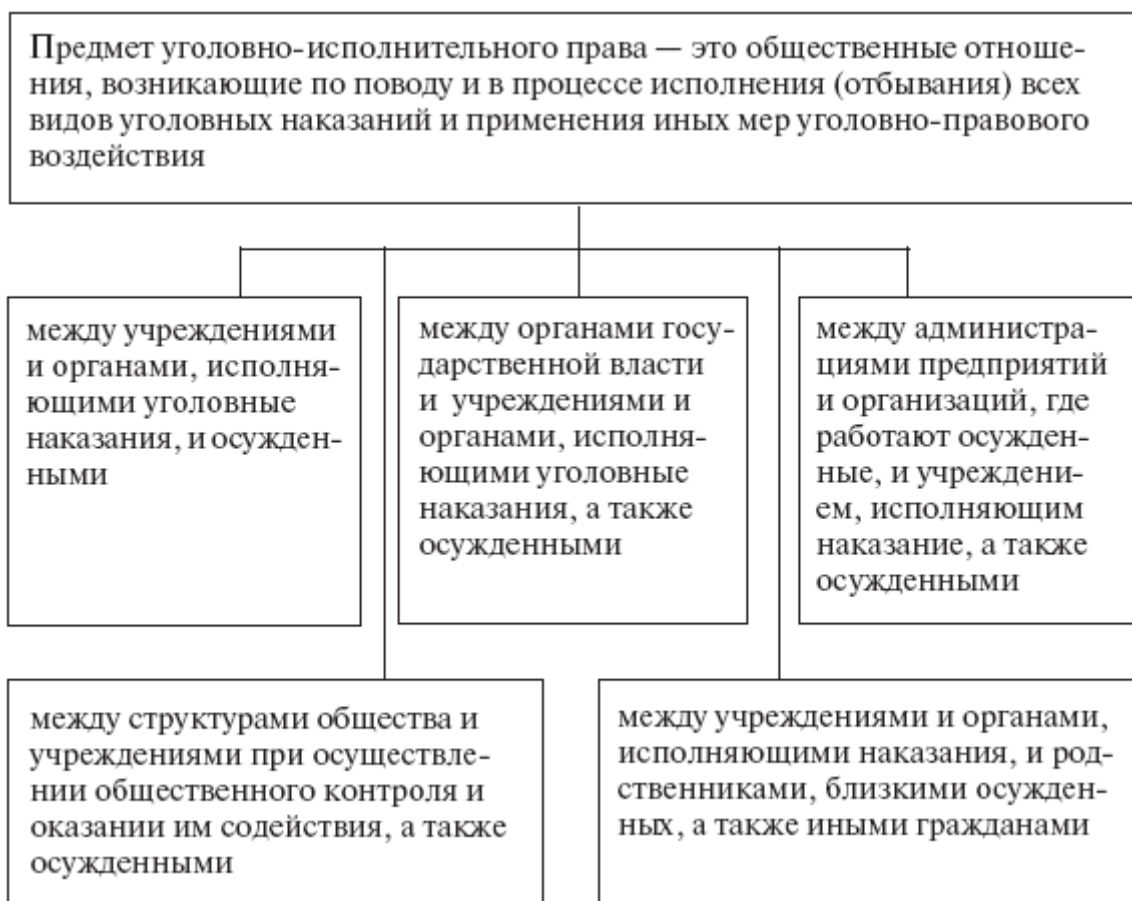 Предмет уголовно-исполнительного права — это общественные отноше-
ния, возникающие по поводу и в процессе исполнения (отбывания) всех
видов уголовных наказаний и применения иных мер уголовно-правового
воздействия
между учреждениями
и органами, исполня-
ющими уголовные
наказания, и осужден-
ными
между органами госу-
дарственной власти
и учреждениями и
органами, исполня-
ющими уголовные
наказания, а также
осужденными
между администра-
циями предприятий
и организаций, где
работают осужден-
ные, и учреждени-
ем, исполняющим
наказание, а также
осужденными
между структурами общества и
учреждениями при осуществле-
нии общественного контроля и
оказании им содействия, а также
осужденными
между учреждениями и органами,
исполняющими наказания, и род-
ственниками, близкими осужден-
ных, а также иными гражданами